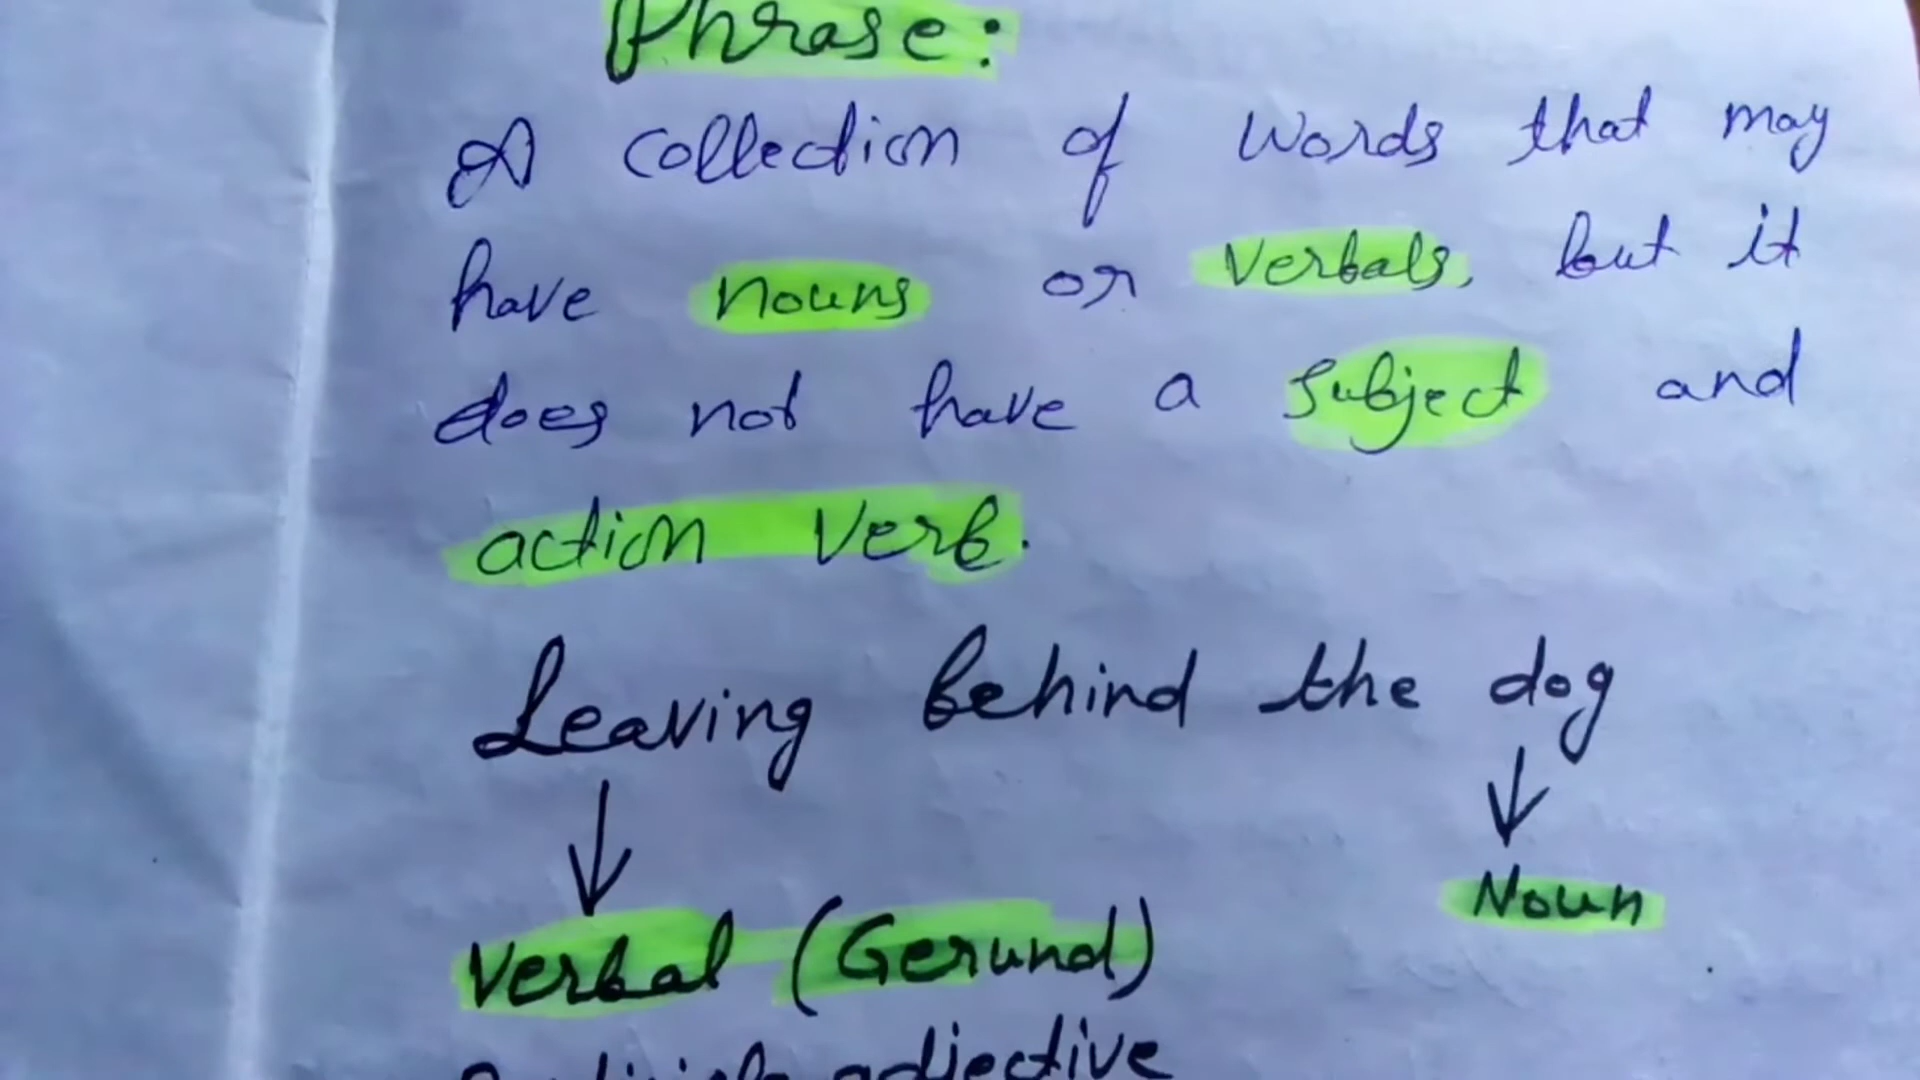 Phrase:
A collection of words that may
have nouns or verbals, but it
does not have a subject and
action verb.
Leaving behind the dog
Noun
Verbal (Gerund)
adjective